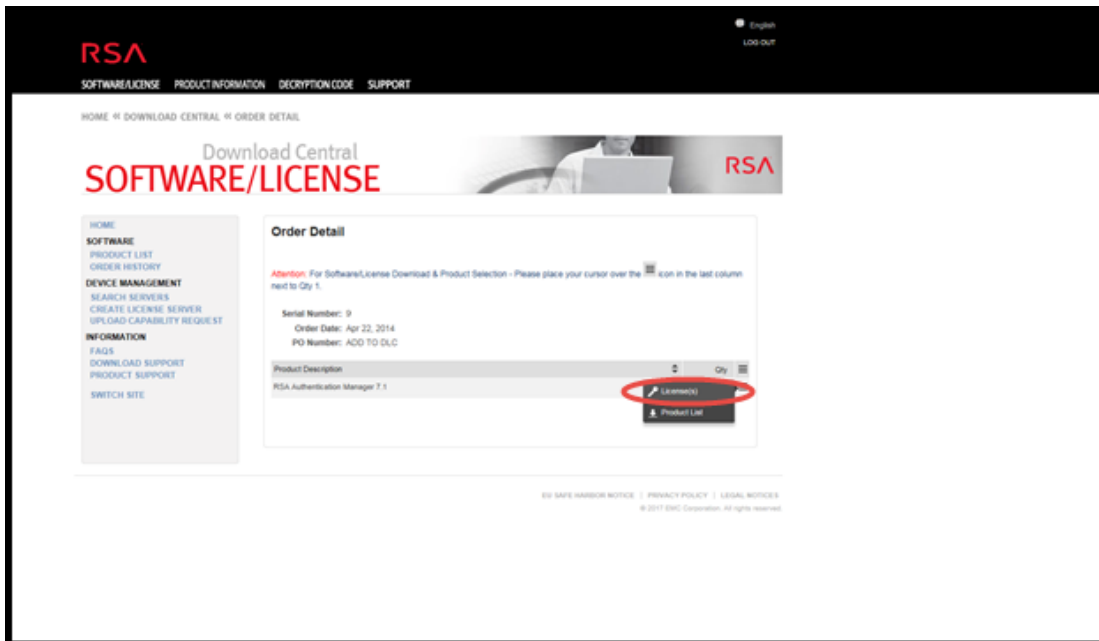 English
LOG OUT
RSA
SOFTWARE/LICENSE PRODUCT INFORMATION DECRYPTION CODE SUPPORT
HOME « DOWNLOAD CENTRAL « ORDER DETAIL
Download Central
SOFTWARE/LICENSE
RSA
HOME
SOFTWARE
PRODUCT LIST
ORDER HISTORY
DEVICE MANAGEMENT
SEARCH SERVERS
CREATE LICENSE SERVER
UPLOAD CAPABILITY REQUEST
INFORMATION
FAQS
DOWNLOAD SUPPORT
PRODUCT SUPPORT
SWITCH SITE
Order Detail
Attention: For Software/License Download & Product Selection - Please place your cursor over the icon in the last column
next to Qty 1.
Serial Number: 9
Order Date: Apr 22, 2014
PO Number: ADD TO DLC
Product Description Qty
RSA Authentication Manager 7.1
License(s)
Product List
EU SAFE HARBOR NOTICE | PRIVACY POLICY | LEGAL NOTICES
© 2017 EMC Corporation. All rights reserved.